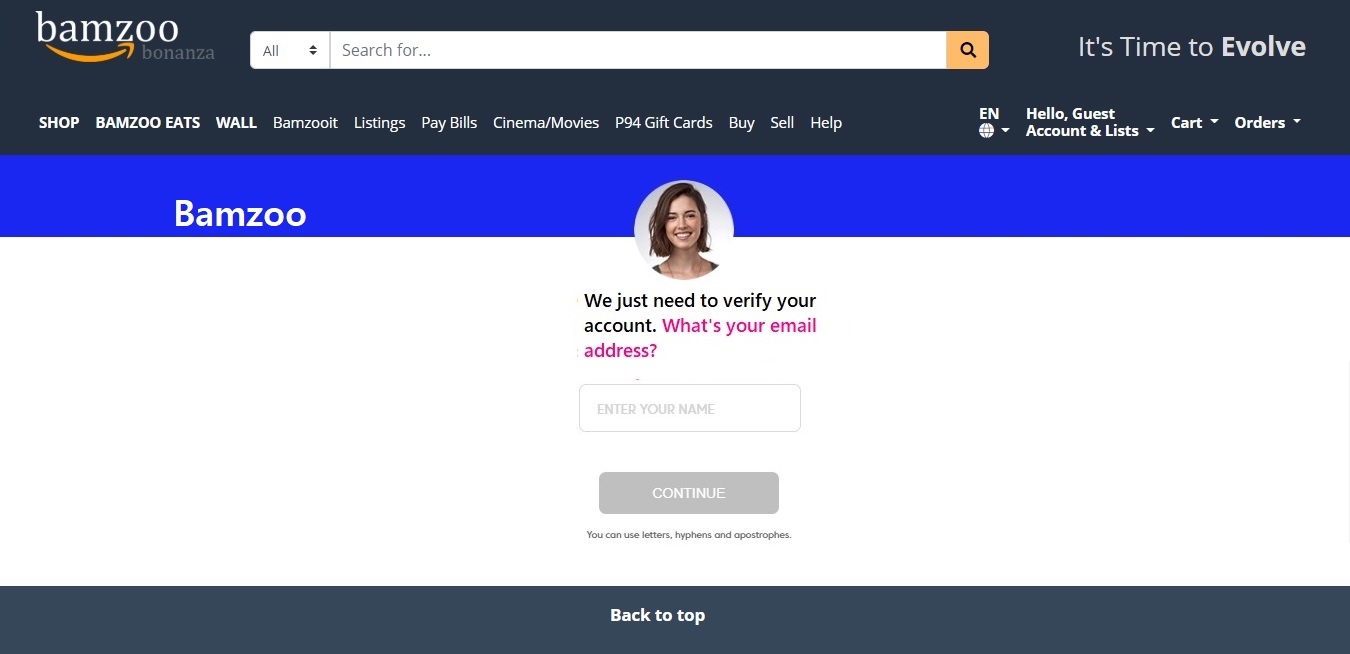 bamzoo
bonanza
All
Search for...
It's Time to Evolve
SHOP BAMZOO EATS WALL Bamzooit Listings Pay Bills Cinema/Movies P94 Gift Cards Buy Sell Help
EN
Hello, Guest
Account & Lists
Cart
Orders
Bamzoo
We just need to verify your
account. What's your email
address?
ENTER YOUR NAME
CONTINUE
You can use letters, hyphens and apostrophes.
Back to top